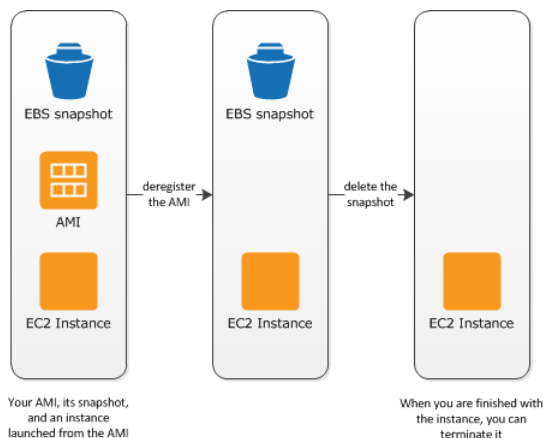 EBS snapshot
AMI
EC2 Instance
deregister
the AMI
EBS snapshot
EC2 Instance
delete the
snapshot
EC2 Instance
Your AMI, its snapshot,
and an instance
launched from the AMI
When you are finished with
the instance, you can
terminate it